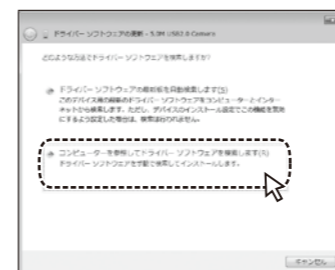 ドライバー ソフトウェアの更新 - 5.0M USB2.0 Camera
どのような方法でドライバー ソフトウェアを検索しますか?
ドライバー ソフトウェアの最新版を自動検索します(S)
このデバイス用の最新のドライバー ソフトウェアをコンピューターとインター
ネットから検索します。ただし、デバイスのインストール設定でこの機能を無効
にするよう設定した場合は、検索は行われません。
コンピューターを参照してドライバー ソフトウェアを検索します(R)
ドライバー ソフトウェアを手動で検索してインストールします。
キャンセル